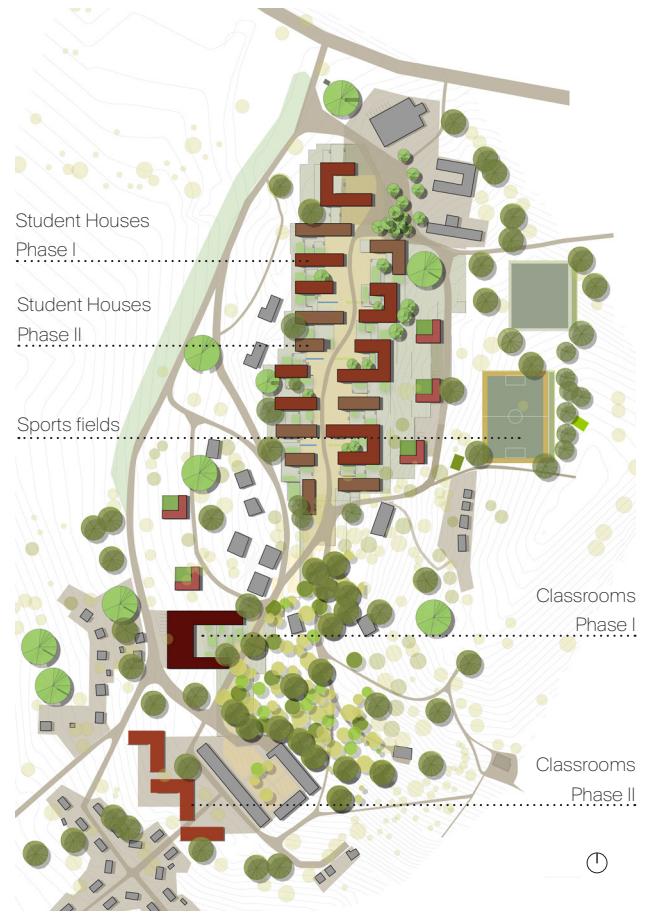 Student Houses
Phase I
Student Houses
Phase II
Sports fields
Classrooms
Phase I
Classrooms
Phase II